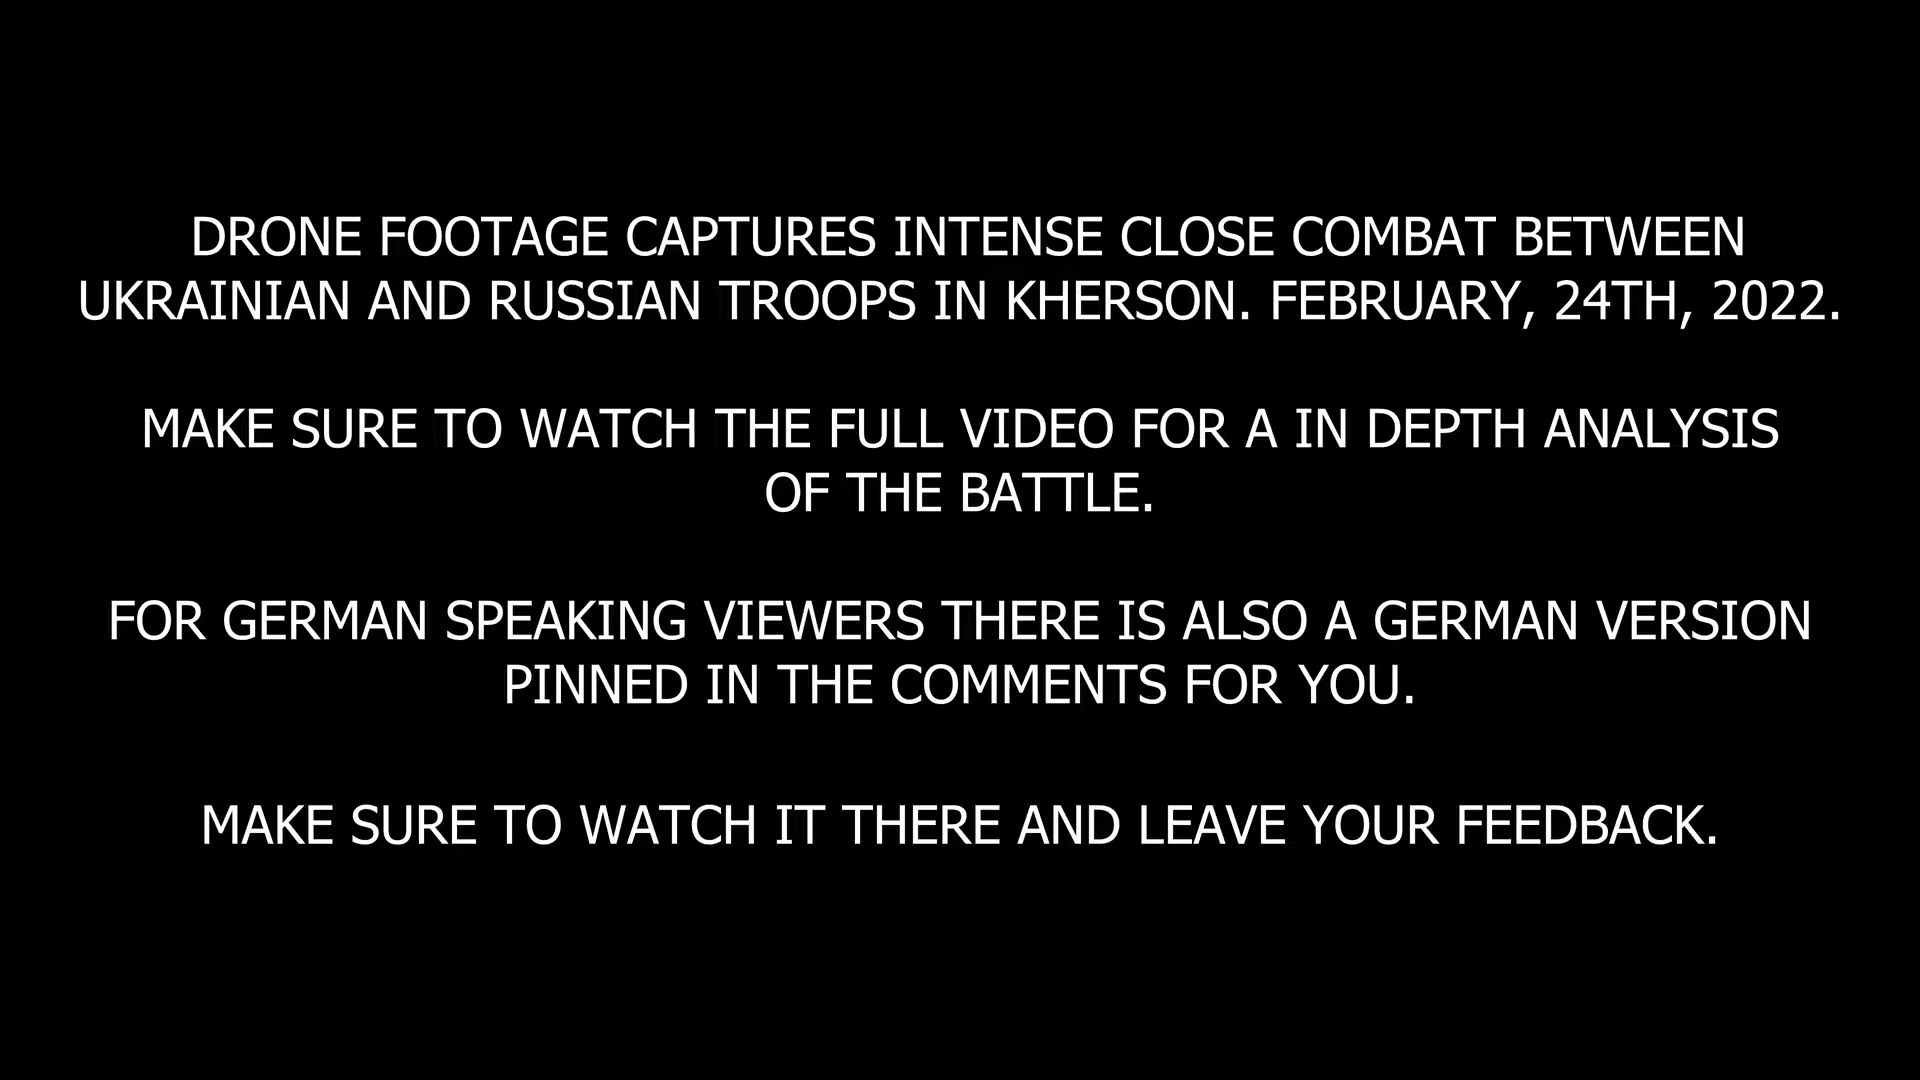 DRONE FOOTAGE CAPTURES INTENSE CLOSE COMBAT BETWEEN
UKRAINIAN AND RUSSIAN TROOPS IN KHERSON. FEBRUARY, 24TH, 2022.
MAKE SURE TO WATCH THE FULL VIDEO FOR A IN DEPTH ANALYSIS
OF THE BATTLE.
FOR GERMAN SPEAKING VIEWERS THERE IS ALSO A GERMAN VERSION
PINNED IN THE COMMENTS FOR YOU.
MAKE SURE TO WATCH IT THERE AND LEAVE YOUR FEEDBACK.